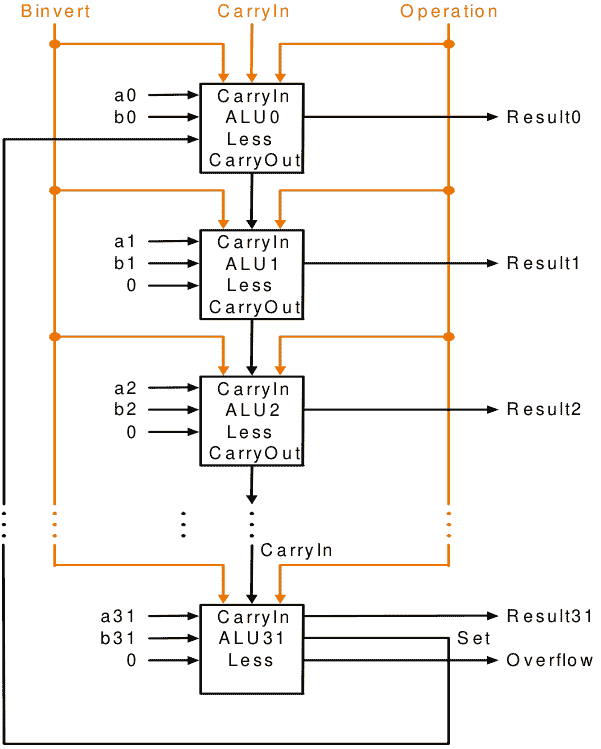 Binvert CarryIn Operation
a0 CarryIn
b0 ALU0 Result0
Less
CarryOut
a1 CarryIn
b1 ALU1 Result1
0 Less
CarryOut
a2 CarryIn
b2 ALU2 Result2
0 Less
CarryOut
CarryIn
a31 CarryIn Result31
b31 ALU31 Set
0 Less Overflow